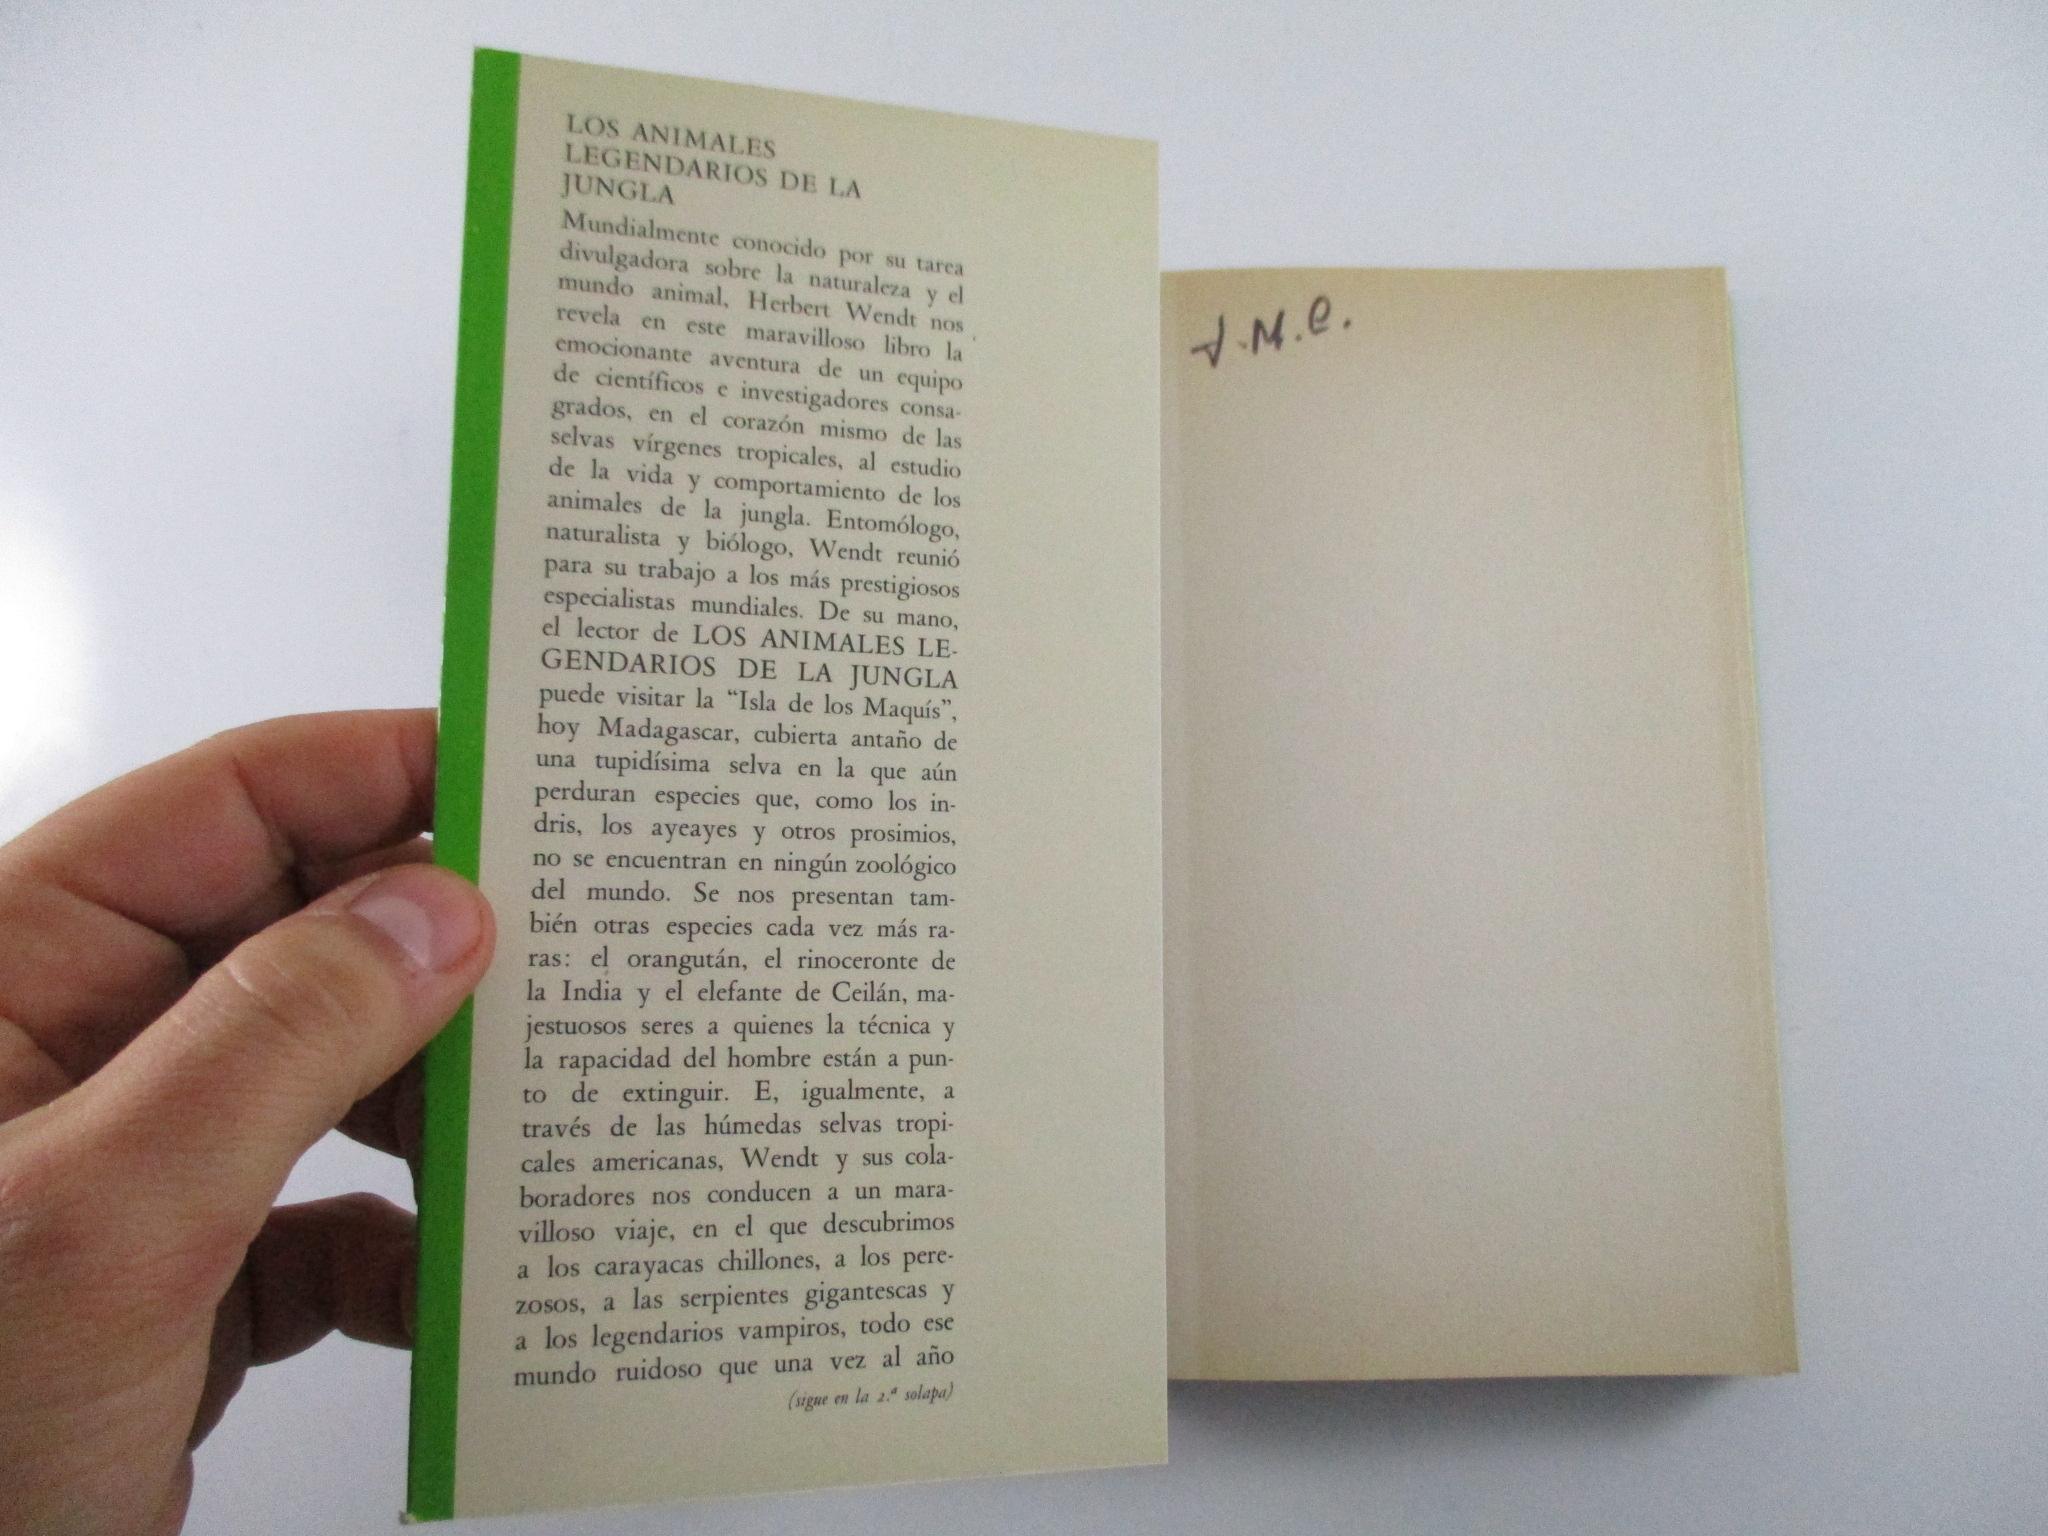 LOS ANIMALES
LEGENDARIOS DE LA
JUNGLA
Mundialmente conocido por su tarea
divulgadora sobre la naturaleza y el
mundo animal, Herbert Wendt nos
revela en este maravilloso libro la
emocionante aventura de un equipo
de científicos e investigadores consa-
grados, en el corazón mismo de las
selvas vírgenes tropicales, al estudio
de la vida y comportamiento de los
animales de la jungla. Entomólogo,
naturalista y biólogo, Wendt reunió
para su trabajo a los más prestigiosos
especialistas mundiales. De su mano,
el lector de LOS ANIMALES LE-
GENDARIOS DE LA JUNGLA
puede visitar la “Isla de los Maquís”,
hoy Madagascar, cubierta antaño de
una tupidísima selva en la que aún
perduran especies que, como los in-
dris, los ayeayes y otros prosimios,
no se encuentran en ningún zoológico
del mundo. Se nos presentan tam-
bién otras especies cada vez más ra-
ras: el orangután, el rinoceronte de
la India y el elefante de Ceilán, ma-
jestuosos seres a quienes la técnica y
la rapacidad del hombre están a pun-
to de extinguir. E, igualmente, a
través de las húmedas selvas tropi-
cales americanas, Wendt y sus cola-
boradores nos conducen a un mara-
villoso viaje, en el que descubrimos
a los carayacas chillones, a los pere-
zosos, a las serpientes gigantescas y
a los legendarios vampiros, todo ese
mundo ruidoso que una vez al año
(sigue en la 2.ª solapa)
J.M.C.